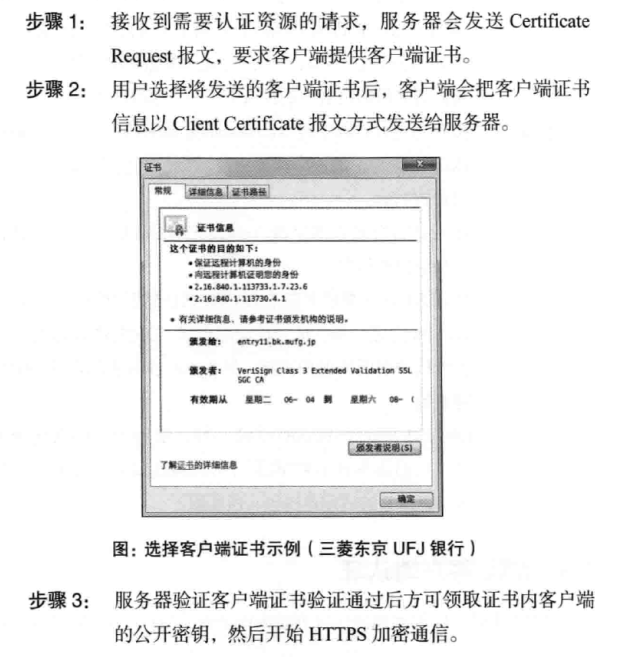 步骤 1： 接收到需要认证资源的请求，服务器会发送 Certificate
Request 报文，要求客户端提供客户端证书。
步骤 2： 用户选择将发送的客户端证书后，客户端会把客户端证书
信息以 Client Certificate 报文方式发送给服务器。
证书
常规 详细信息 证书路径
证书信息
这个证书的目的如下：
•保证远程计算机的身份
•向远程计算机证明您的身份
•2.16.840.1.113733.1.7.23.6
•2.16.840.1.113730.4.1
* 有关详细信息，请参考证书颁发机构的说明。
颁发给： entry11.bk.mufg.jp
颁发者： VeriSign Class 3 Extended Validation SSL
SGC CA
有效期从 星期二 06- 04 到 星期六 08- (
颁发者说明(S)
了解证书的详细信息
确定
图：选择客户端证书示例（三菱东京 UFJ 银行）
步骤 3： 服务器验证客户端证书验证通过后方可领取证书内客户端
的公开密钥，然后开始 HTTPS 加密通信。